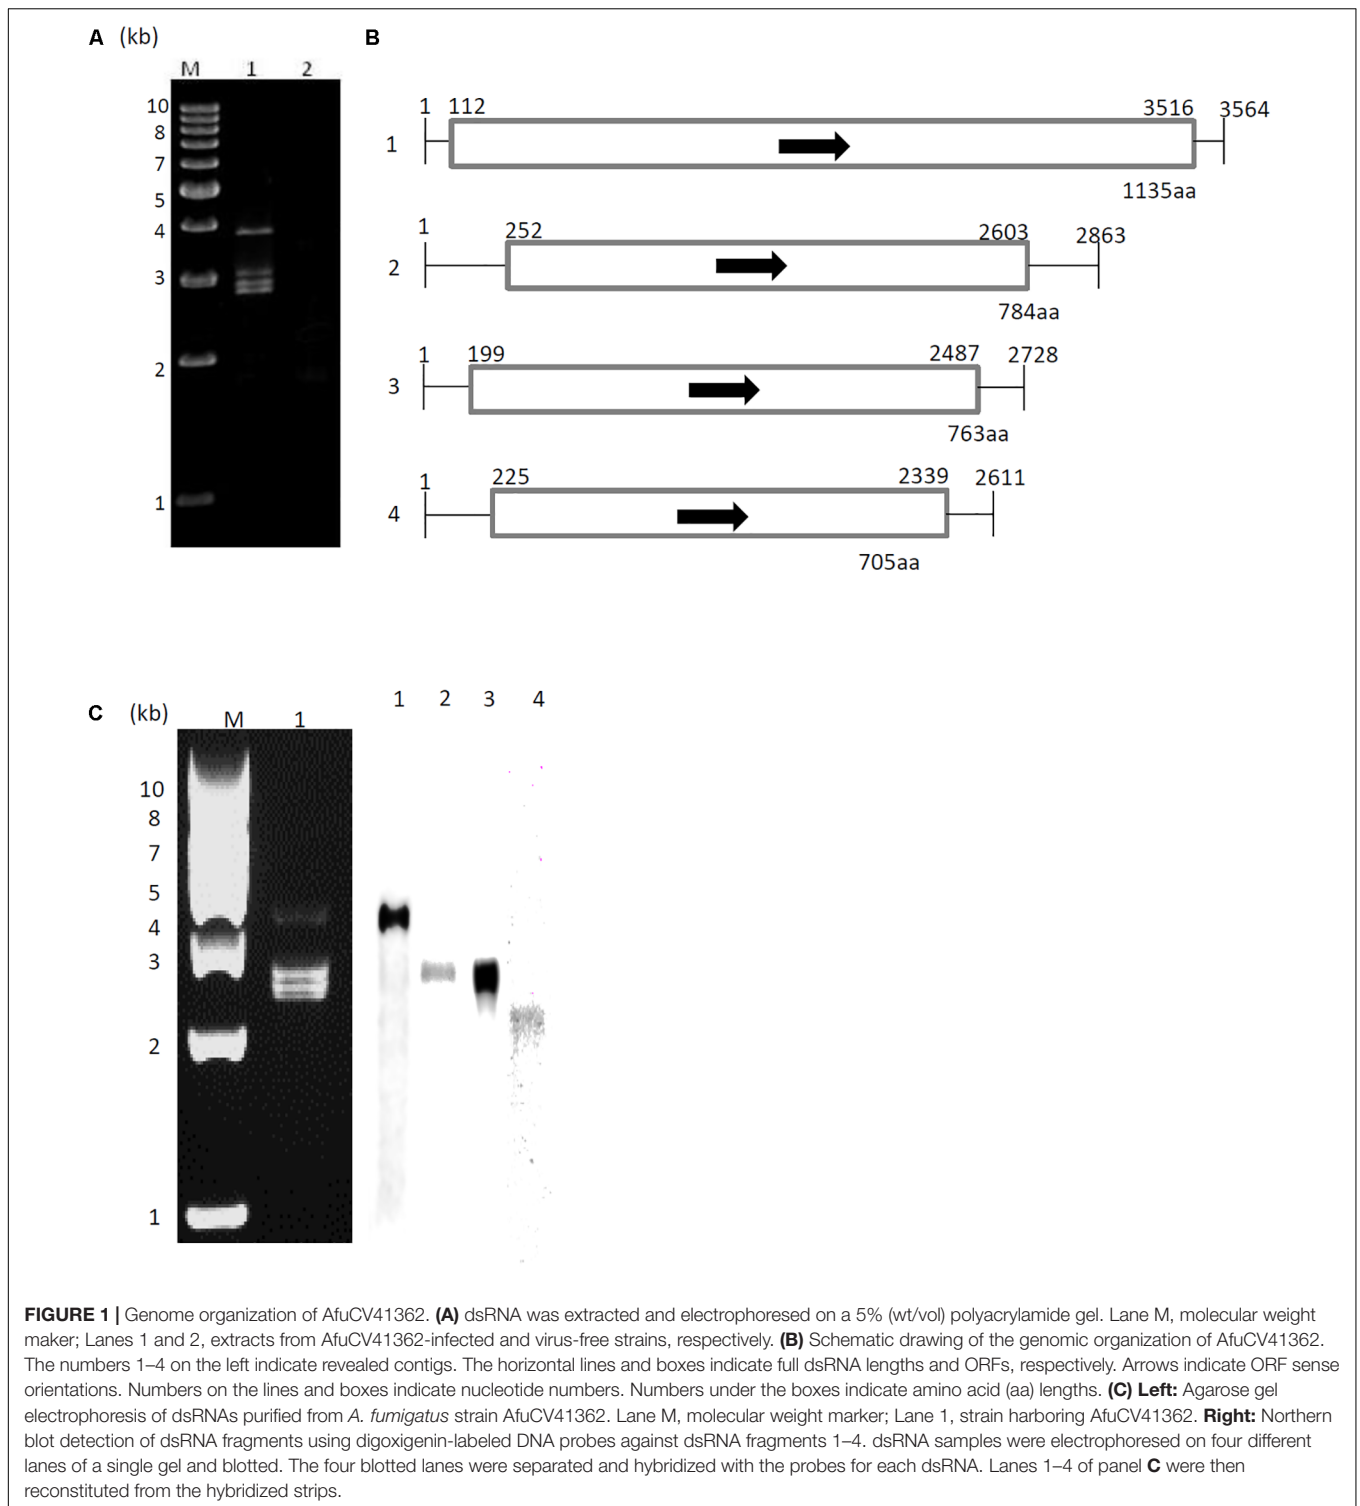 A (kb)
M 1 2
10
8
7
5
4
3
2
1
B
1 112 3516 3564
1
1135aa
1 252 2603 2863
2
784aa
1 199 2487 2728
3
763aa
1 225 2339 2611
4
705aa
C (kb)
M 1
1 2 3 4
10
8
7
5
4
3
2
1
FIGURE 1 | Genome organization of AfuCV41362. (A) dsRNA was extracted and electrophoresed on a 5% (wt/vol) polyacrylamide gel. Lane M, molecular weight
maker; Lanes 1 and 2, extracts from AfuCV41362-infected and virus-free strains, respectively. (B) Schematic drawing of the genomic organization of AfuCV41362.
The numbers 1–4 on the left indicate revealed contigs. The horizontal lines and boxes indicate full dsRNA lengths and ORFs, respectively. Arrows indicate ORF sense
orientations. Numbers on the lines and boxes indicate nucleotide numbers. Numbers under the boxes indicate amino acid (aa) lengths. (C) Left: Agarose gel
electrophoresis of dsRNAs purified from A. fumigatus strain AfuCV41362. Lane M, molecular weight marker; Lane 1, strain harboring AfuCV41362. Right: Northern
blot detection of dsRNA fragments using digoxigenin-labeled DNA probes against dsRNA fragments 1–4. dsRNA samples were electrophoresed on four different
lanes of a single gel and blotted. The four blotted lanes were separated and hybridized with the probes for each dsRNA. Lanes 1–4 of panel C were then
reconstituted from the hybridized strips.